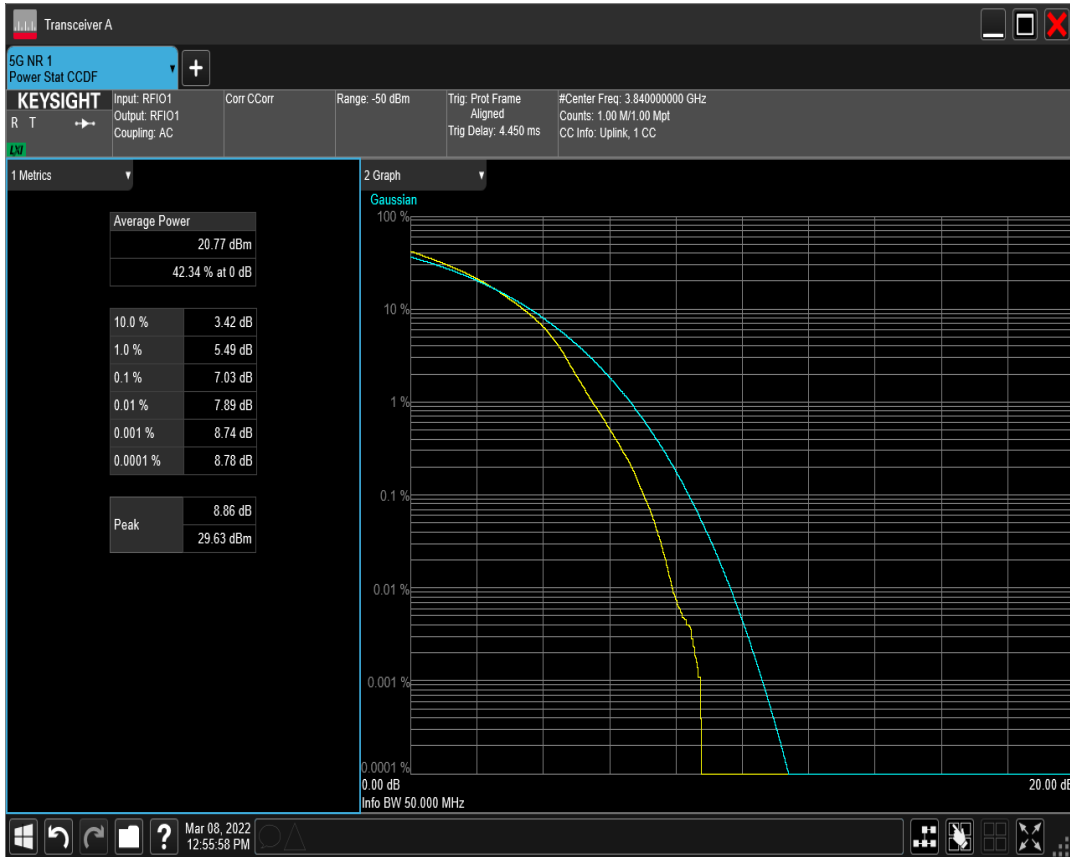 Transceiver A
5G NR 1
Power Stat CCDF
KEYSIGHT
R T
LXI
Input: RFIO1
Output: RFIO1
Coupling: AC
Corr CCorr
Range: -50 dBm
Trig: Prot Frame
Aligned
Trig Delay: 4.450 ms
#Center Freq: 3.840000000 GHz
Counts: 1.00 M/1.00 Mpt
CC Info: Uplink, 1 CC
1 Metrics
Average Power
20.77 dBm
42.34 % at 0 dB
10.0 % 3.42 dB
1.0 % 5.49 dB
0.1 % 7.03 dB
0.01 % 7.89 dB
0.001 % 8.74 dB
0.0001 % 8.78 dB
Peak
8.86 dB
29.63 dBm
2 Graph
Gaussian
100 %
10 %
1 %
0.1 %
0.01 %
0.001 %
0.0001 %
0.00 dB 20.00 dB
Info BW 50.000 MHz
?
Mar 08, 2022
12:55:58 PM